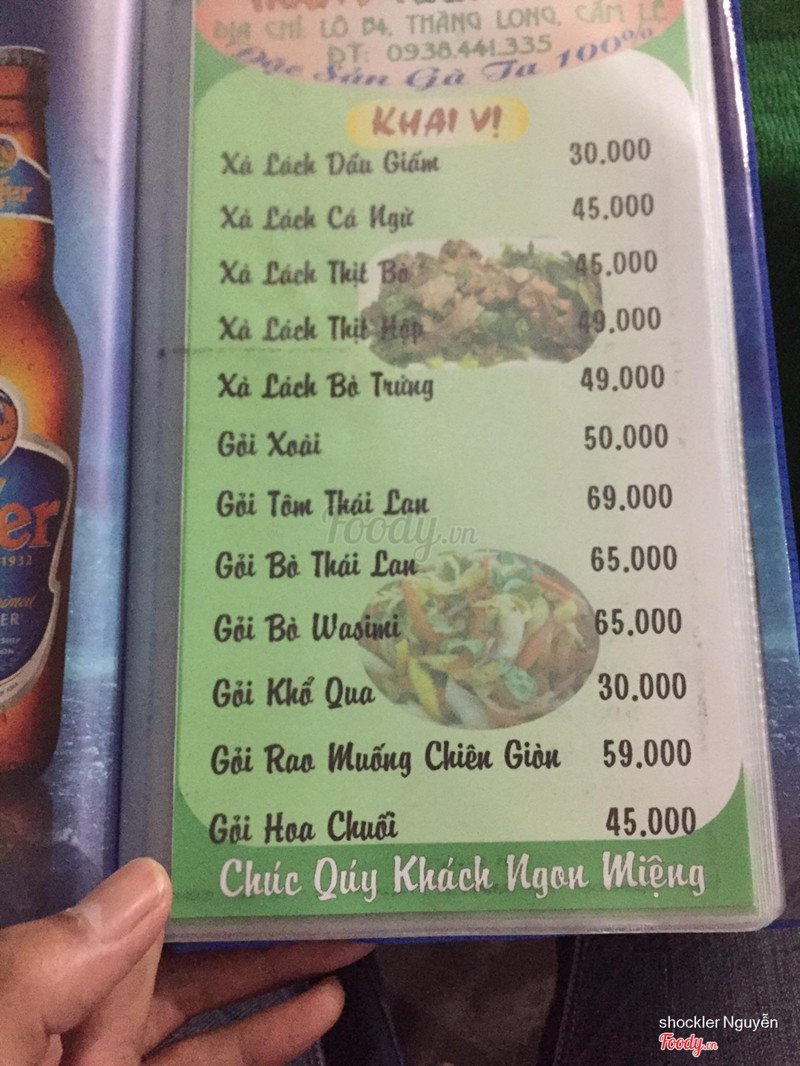 ĐỊA CHỈ: LÔ B4, THĂNG LONG, CẨM LỆ
ĐT: 0938.441.335
Đặc Sản Gà Ta 100%
KHAI VỊ
Xà Lách Dầu Giấm 30.000
Xà Lách Cá Ngừ 45.000
Xà Lách Thịt Bò 45.000
Xà Lách Thịt Hộp 49.000
Xà Lách Bò Trứng 49.000
Gỏi Xoài 50.000
Gỏi Tôm Thái Lan 69.000
Gỏi Bò Thái Lan 65.000
Gỏi Bò Wasimi 65.000
Gỏi Khổ Qua 30.000
Gỏi Rao Muống Chiên Giòn 59.000
Gỏi Hoa Chuối 45.000
Chúc Qúy Khách Ngon Miệng
Foody.vn
1932
shockler Nguyễn
Foody.vn